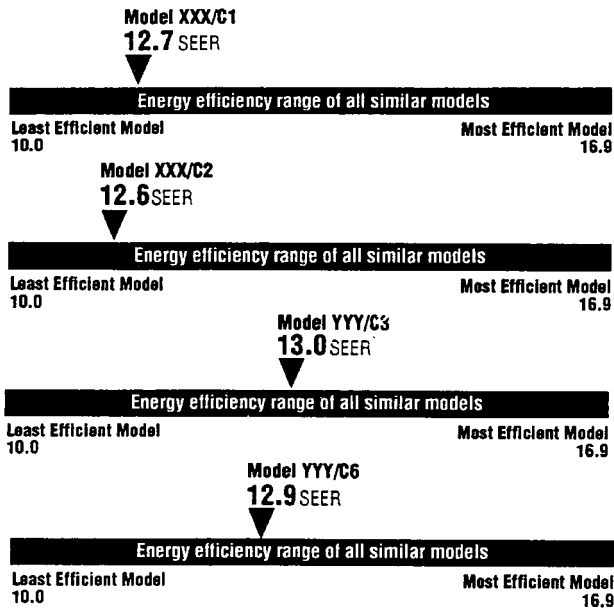 Model XXX/C1
12.7 SEER
Energy efficiency range of all similar models
Least Efficient Model Most Efficient Model
10.0 16.9
Model XXX/C2
12.6 SEER
Energy efficiency range of all similar models
Least Efficient Model Most Efficient Model
10.0 16.9
Model YYY/C3
13.0 SEER
Energy efficiency range of all similar models
Least Efficient Model Most Efficient Model
10.0 16.9
Model YYY/C6
12.9 SEER
Energy efficiency range of all similar models
Least Efficient Model Most Efficient Model
10.0 16.9